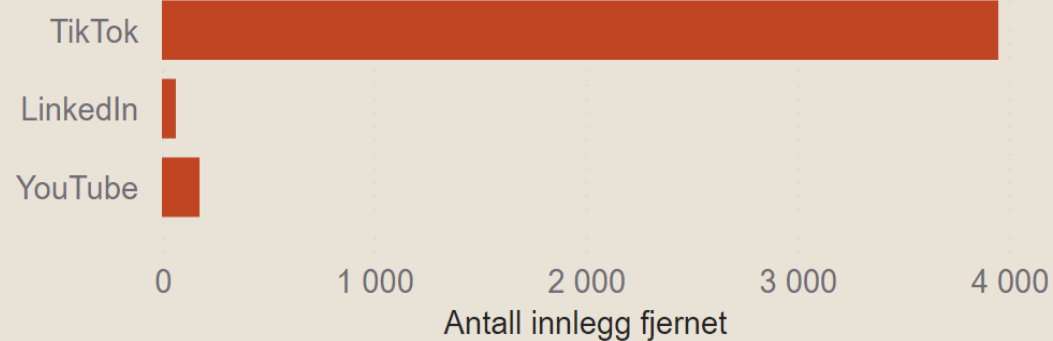 TikTok
LinkedIn
YouTube
0 1 000 2 000 3 000 4 000
Antall innlegg fjernet